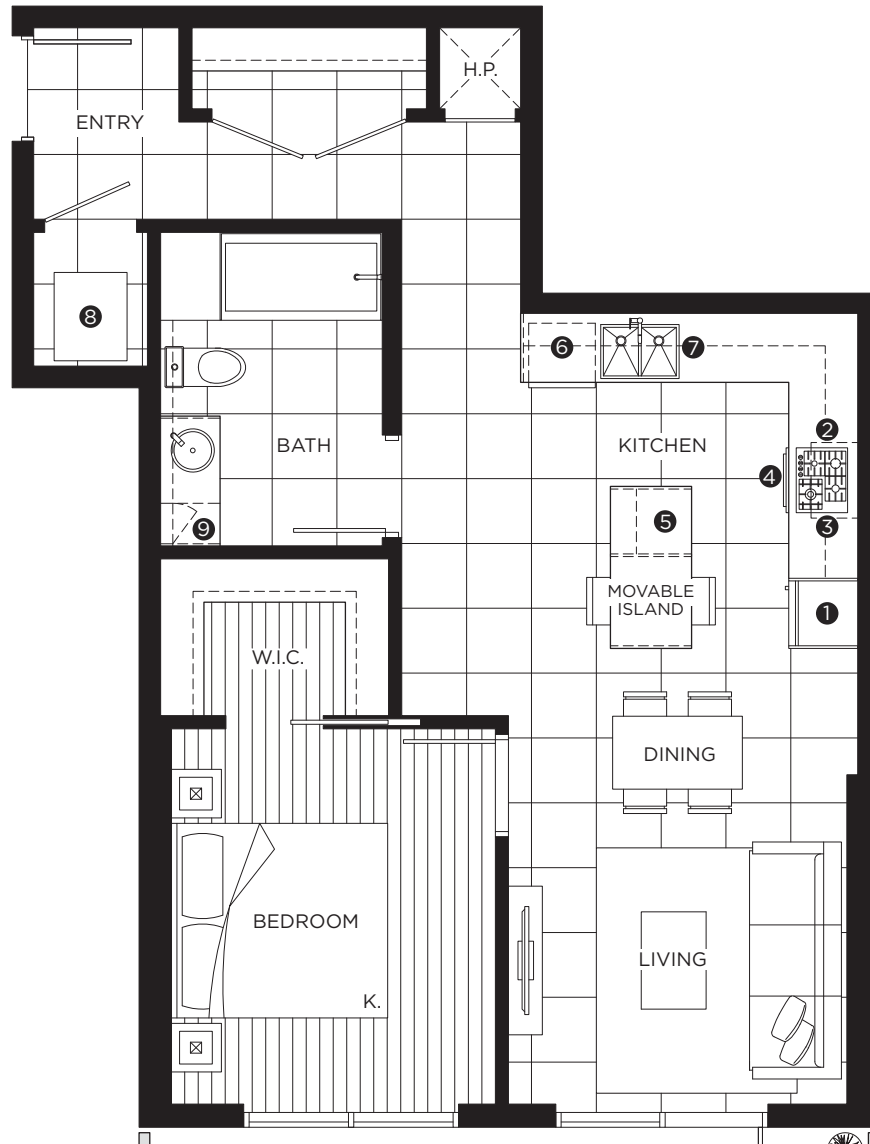 H.P.
ENTRY
8
6
7
2
BATH
KITCHEN
4
5
3
9
MOVABLE
ISLAND
1
W.I.C.
DINING
BEDROOM
LIVING
K.